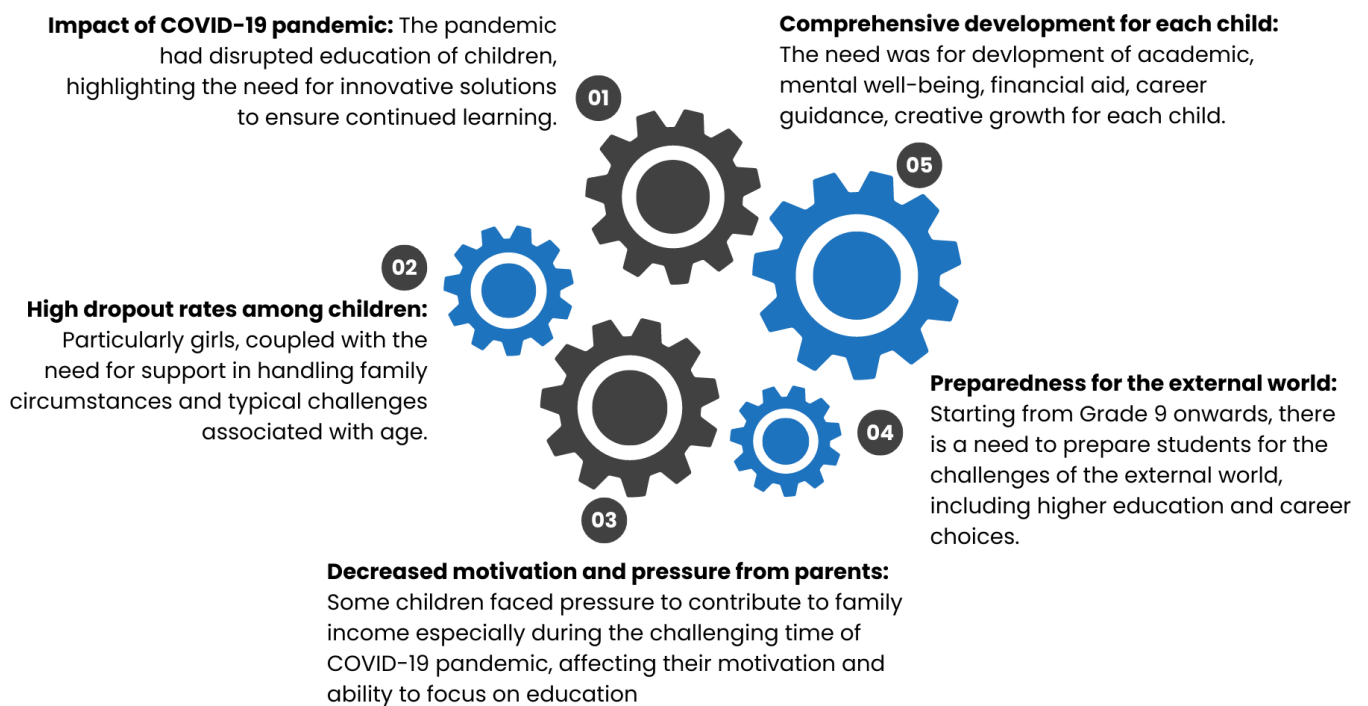 01
Impact of COVID-19 pandemic: The pandemic
had disrupted education of children,
highlighting the need for innovative solutions
to ensure continued learning.
02
High dropout rates among children:
Particularly girls, coupled with the
need for support in handling family
circumstances and typical challenges
associated with age.
03
Decreased motivation and pressure from parents:
Some children faced pressure to contribute to family
income especially during the challenging time of
COVID-19 pandemic, affecting their motivation and
ability to focus on education
04
Preparedness for the external world:
Starting from Grade 9 onwards, there
is a need to prepare students for the
challenges of the external world,
including higher education and career
choices.
05
Comprehensive development for each child:
The need was for devlopment of academic,
mental well-being, financial aid, career
guidance, creative growth for each child.